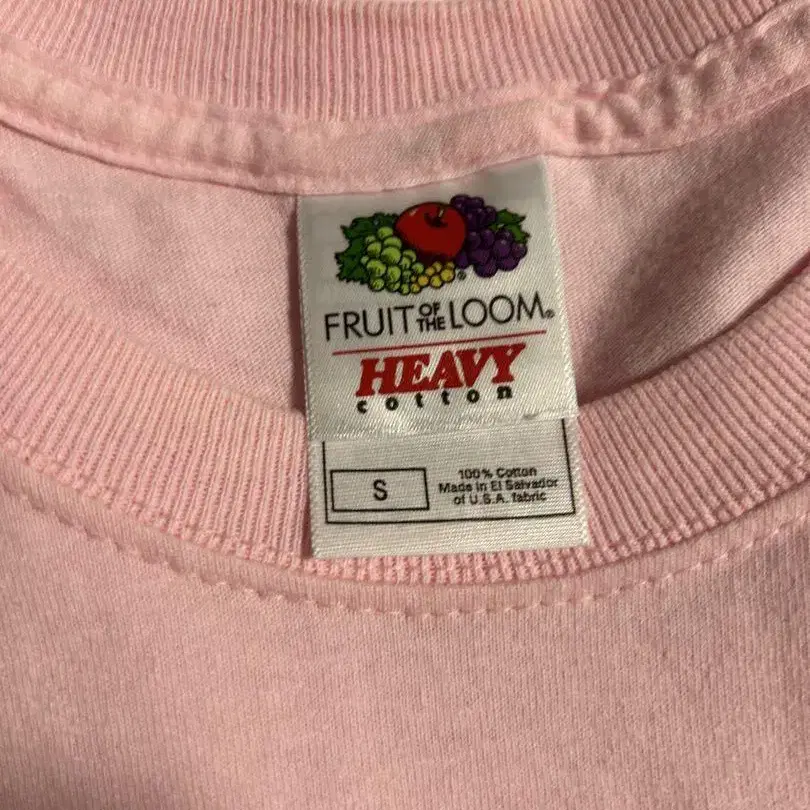 FRUIT OF THE LOOM®
HEAVY
cotton
S
100% Cotton
Made in El Salvador
of U.S.A. fabric